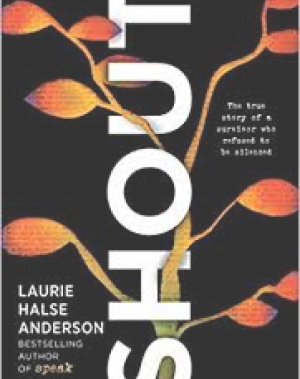 SHOUT
The true
story of a
survivor who
refused to
be silenced
LAURIE
HALSE
ANDERSON
BESTSELLING
AUTHOR
OF speak